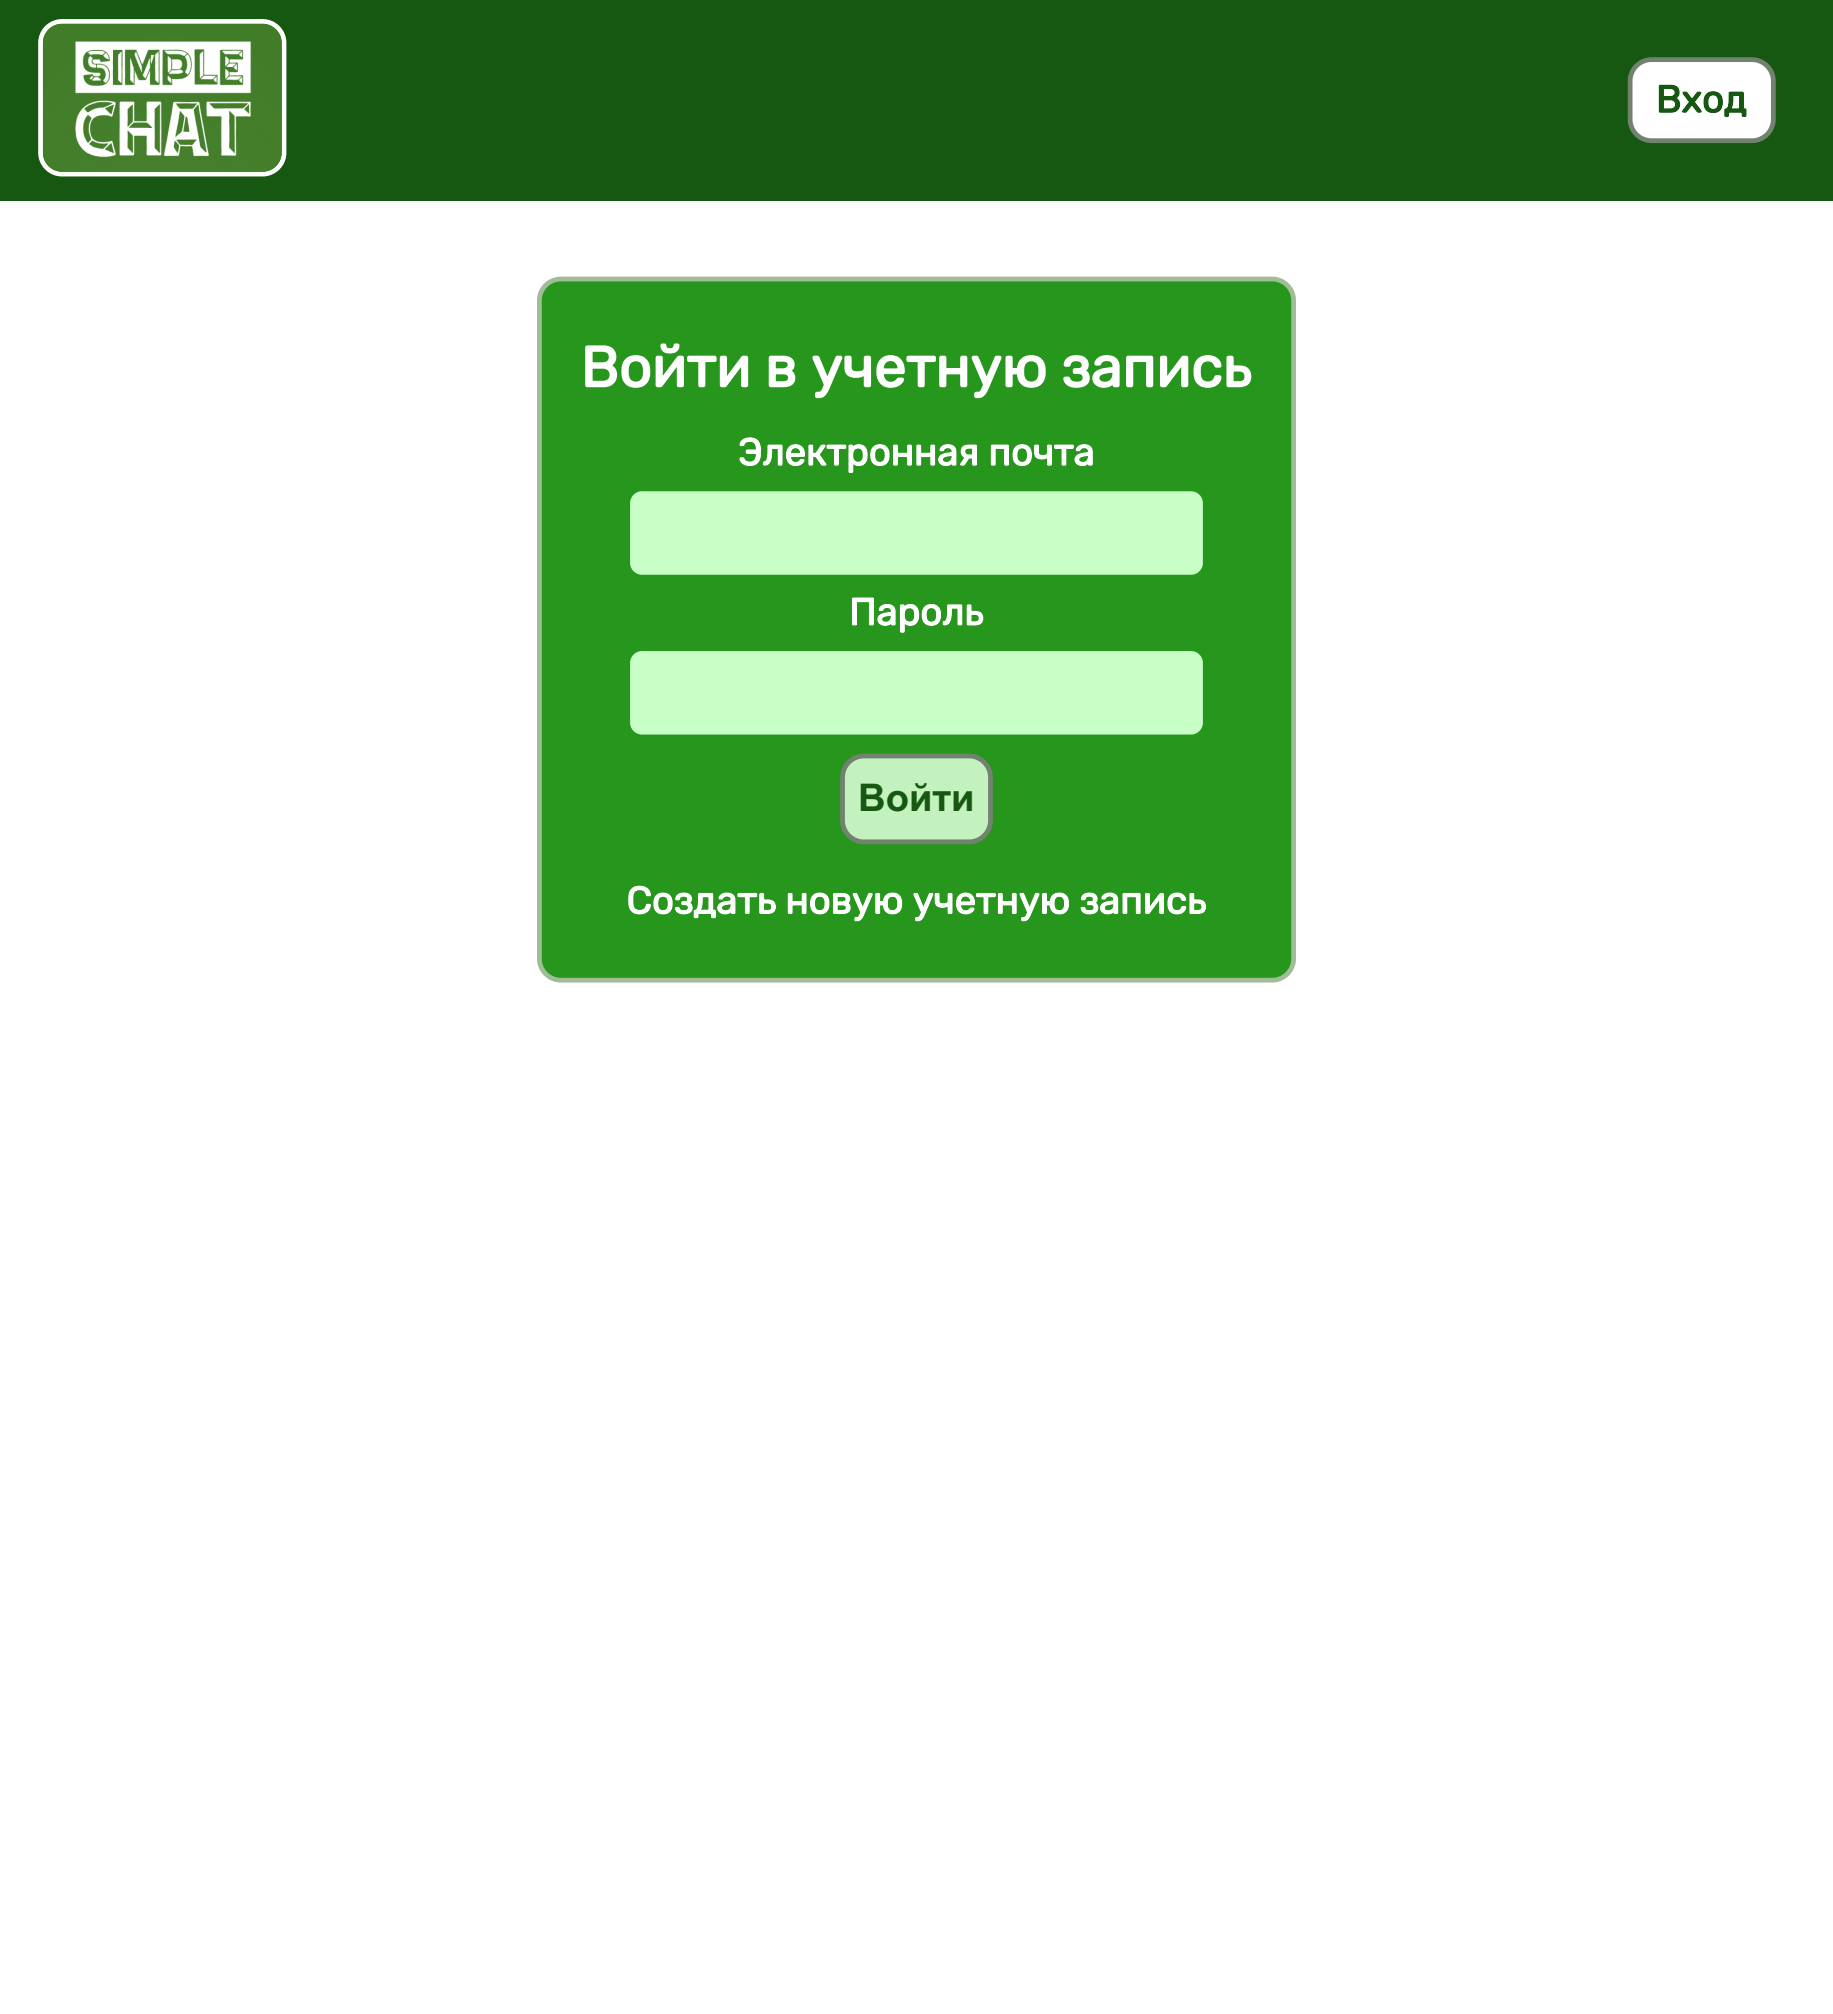 SIMPLE
CHAT
Вход
Войти в учетную запись
Электронная почта
Пароль
Войти
Создать новую учетную запись